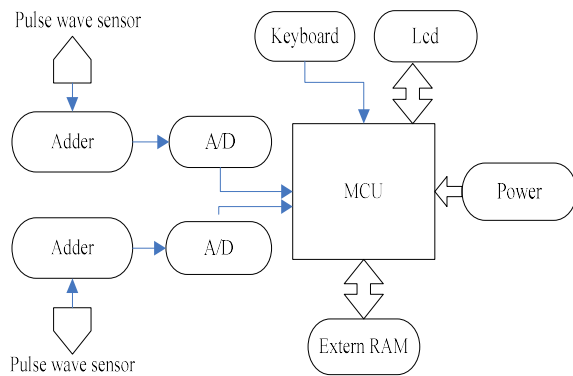 Pulse wave sensor
Keyboard
Lcd
Adder
A/D
MCU
Power
Adder
A/D
Extern RAM
Pulse wave sensor